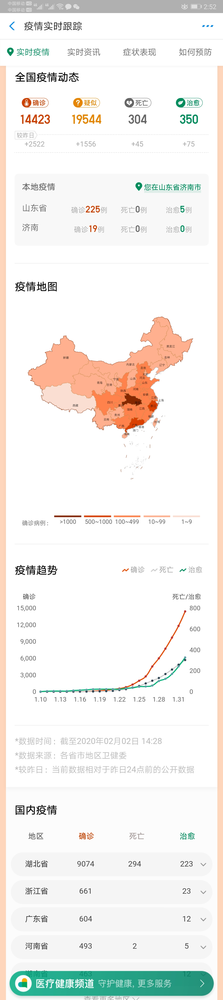 中国移动 HD 4G 4G 2:52
中国移动 HD
疫情实时跟踪
实时疫情 实时资讯 症状表现 如何预防
全国疫情动态
确诊 疑似 死亡 治愈
14423 19544 304 350
较昨日
+2522 +1556 +45 +75
本地疫情 您在山东省济南市
山东省 确诊225例 死亡0例 治愈5例
济南 确诊19例 死亡0例 治愈0例
疫情地图
黑龙江
新疆 吉林
内蒙古 辽宁
北京
天津
宁夏 山西 河北
青海 甘肃 山东
陕西 河南
安徽 江苏
上海
四川 重庆 湖北 浙江
西藏 湖南 江西
贵州 福建
云南 台湾
广西 广东 香港
澳门
海南
确诊病例: >1000 500~1000 100~499 10~99 1~9
疫情趋势 确诊 死亡 治愈
确诊 死亡/治愈
15,000 800
12,000 600
9,000
6,000 400
3,000 200
0 0
1.10 1.13 1.16 1.19 1.22 1.25 1.28 1.31
*数据时间：截至2020年02月02日 14:28
*数据来源：各省市地区卫健委
*较昨日：当前数据相对于昨日24点前的公开数据
国内疫情
地区 确诊 死亡 治愈
湖北省 9074 294 223
浙江省 661 23
广东省 604 12
河南省 493 2 5
湖南省 463 12
医疗健康频道 守护健康, 更多服务
查看更多地区